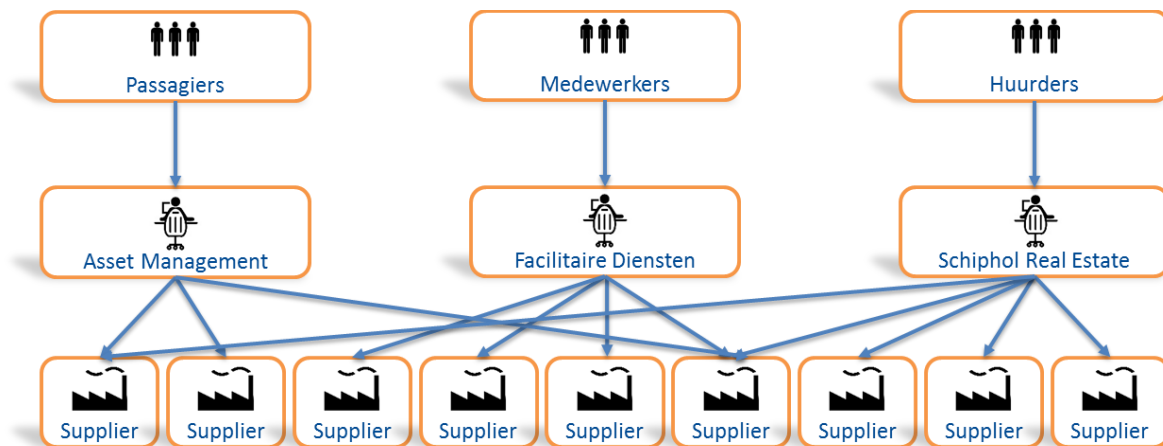 Passagiers
Medewerkers
Huurders
Asset Management
Facilitaire Diensten
Schiphol Real Estate
Supplier
Supplier
Supplier
Supplier
Supplier
Supplier
Supplier
Supplier
Supplier